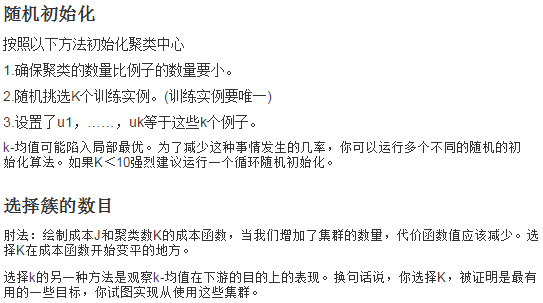 随机初始化
按照以下方法初始化聚类中心
1.确保聚类的数量比例子的数量要小。
2.随机挑选K个训练实例。(训练实例要唯一)
3.设置了u1，……，uk等于这些k个例子。
k-均值可能陷入局部最优。为了减少这种事情发生的几率，你可以运行多个不同的随机的初
始化算法。如果K＜10强烈建议运行一个循环随机初始化。
选择簇的数目
肘法：绘制成本J和聚类数K的成本函数，当我们增加了集群的数量，代价函数值应该减少。选
择K在成本函数开始变平的地方。
选择k的另一种方法是观察k-均值在下游的目的上的表现。换句话说，你选择K，被证明是最有
用的一些目标，你试图实现从使用这些集群。